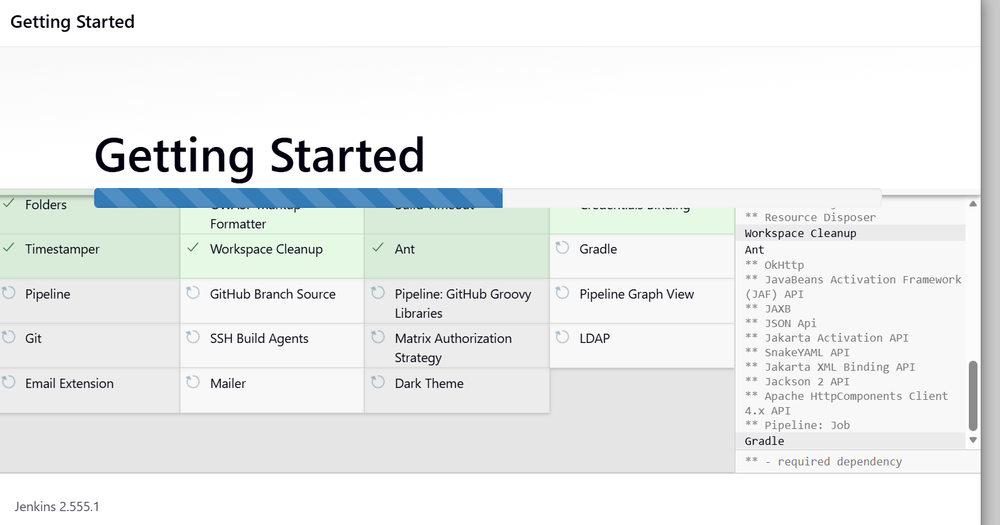 Getting Started
Getting Started
Folders
Formatter
Credentials Binding
Timestamper
Workspace Cleanup
Ant
Gradle
Pipeline
GitHub Branch Source
Pipeline: GitHub Groovy
Libraries
Pipeline Graph View
Git
SSH Build Agents
Matrix Authorization
Strategy
LDAP
Email Extension
Mailer
Dark Theme
** Resource Disposer
Workspace Cleanup
Ant
** OkHttp
** JavaBeans Activation Framework
(JAF) API
** JAXB
** JSON Api
** Jakarta Activation API
** SnakeYAML API
** Jakarta XML Binding API
** Jackson 2 API
** Apache HttpComponents Client
4.x API
** Pipeline: Job
Gradle
** - required dependency
Jenkins 2.555.1